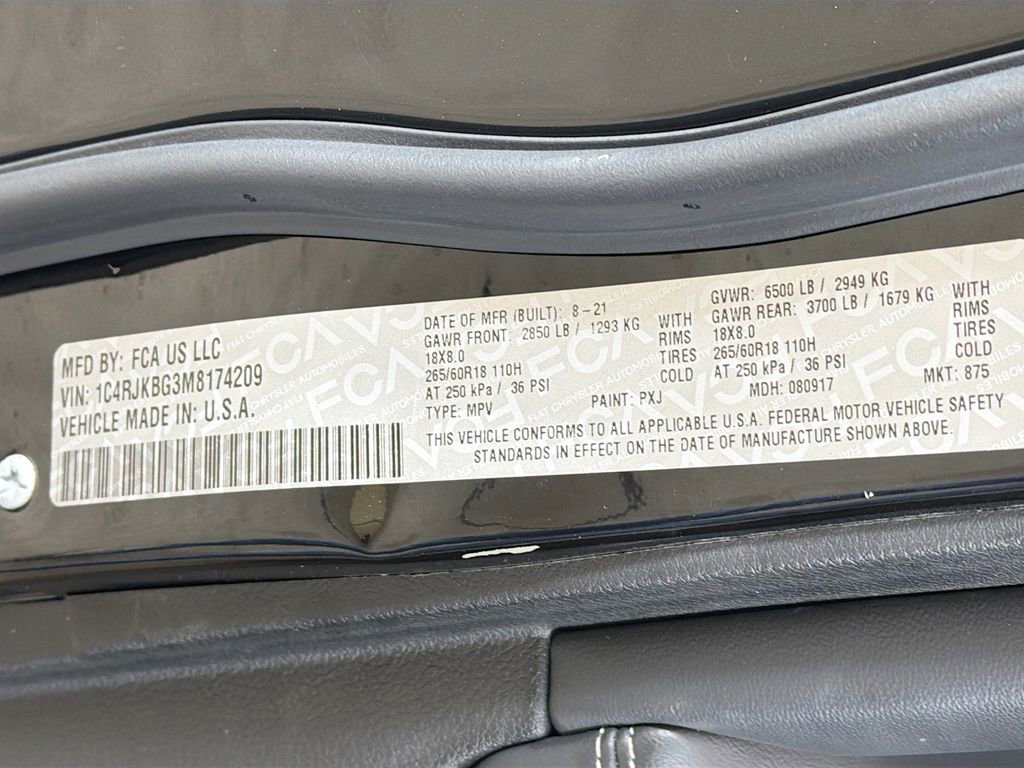 MFD BY: FCA US LLC
VIN: 1C4RJKBG3M8174209
VEHICLE MADE IN: U.S.A.
DATE OF MFR (BUILT): 8-21
GAWR FRONT: 2850 LB / 1293 KG WITH
18X8.0 RIMS
265/60R18 110H TIRES
AT 250 kPa / 36 PSI COLD
TYPE: MPV PAINT: PXJ
GVWR: 6500 LB / 2949 KG
GAWR REAR: 3700 LB / 1679 KG WITH
18X8.0 RIMS
265/60R18 110H TIRES
AT 250 kPa / 36 PSI COLD
MDH: 080917 MKT: 875
THIS VEHICLE CONFORMS TO ALL APPLICABLE U.S.A. FEDERAL MOTOR VEHICLE SAFETY
STANDARDS IN EFFECT ON THE DATE OF MANUFACTURE SHOWN ABOVE.